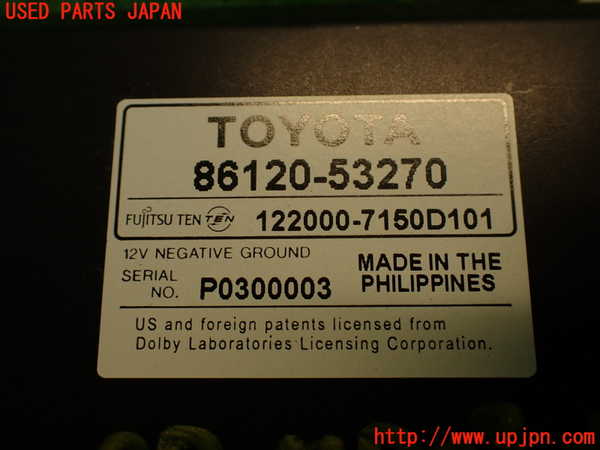 USED PARTS JAPAN
TOYOTA
86120-53270
FUJITSU TEN TEN 122000-7150D101
12V NEGATIVE GROUND
SERIAL NO. P0300003
MADE IN THE PHILIPPINES
US and foreign patents licensed from
Dolby Laboratories Licensing Corporation.
http://www.upjpn.com/